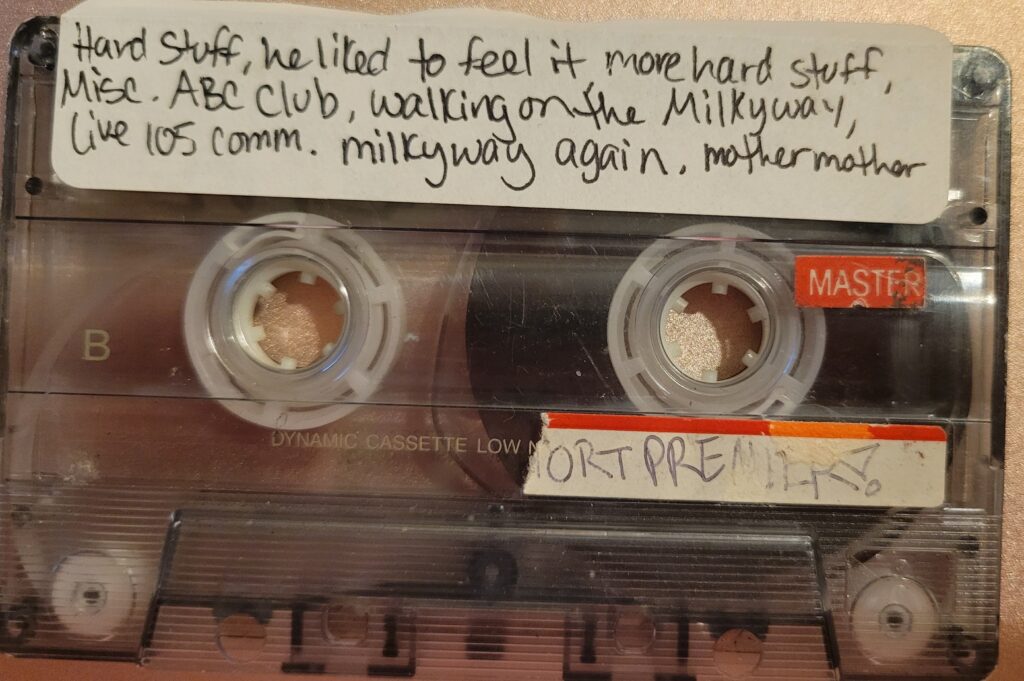 Hard Stuff, he liked to feel it, more hard stuff,
Misc. ABC Club, walking on the Milkyway,
Live 105 comm. milkyway again, mothermother
MASTER
B
DYNAMIC CASSETTE LOW
ORT